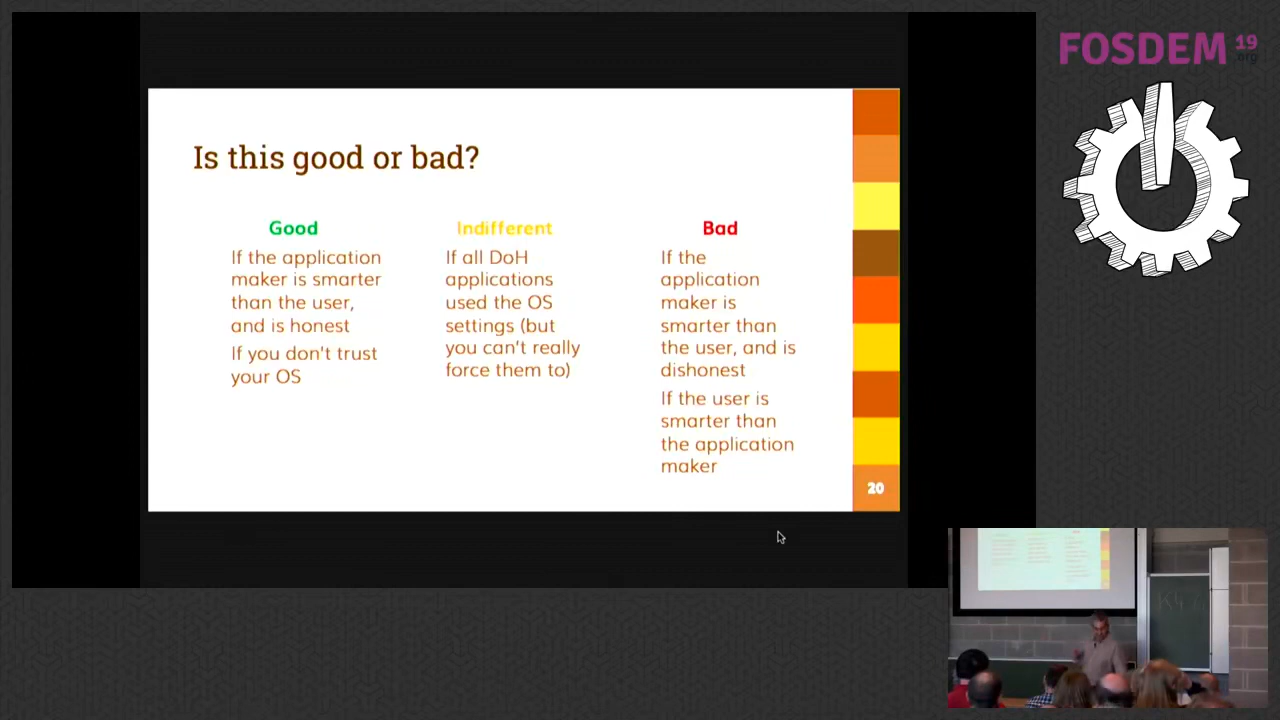 FOSDEM 19
.org
Is this good or bad?
Good
If the application
maker is smarter
than the user,
and is honest
If you don't trust
your OS
Indifferent
If all DoH
applications
used the OS
settings (but
you can't really
force them to)
Bad
If the
application
maker is
smarter than
the user, and is
dishonest
If the user is
smarter than
the application
maker
20